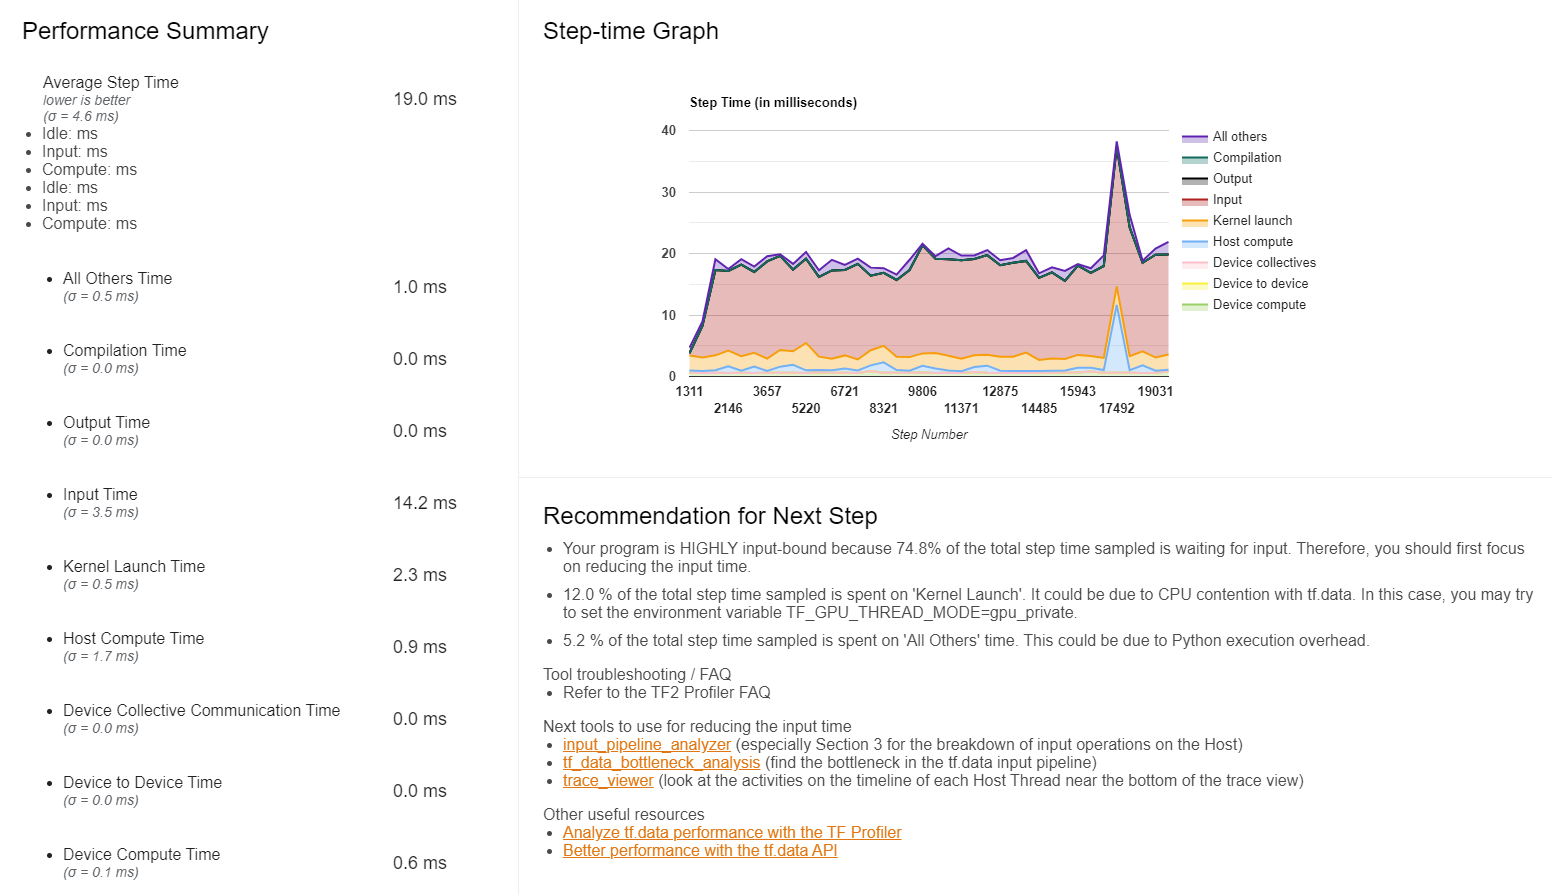 Performance Summary
Average Step Time
lower is better
(σ = 4.6 ms)
19.0 ms
Idle: ms
Input: ms
Compute: ms
Idle: ms
Input: ms
Compute: ms
All Others Time
(σ = 0.5 ms)
1.0 ms
Compilation Time
(σ = 0.0 ms)
0.0 ms
Output Time
(σ = 0.0 ms)
0.0 ms
Input Time
(σ = 3.5 ms)
14.2 ms
Kernel Launch Time
(σ = 0.5 ms)
2.3 ms
Host Compute Time
(σ = 1.7 ms)
0.9 ms
Device Collective Communication Time
(σ = 0.0 ms)
0.0 ms
Device to Device Time
(σ = 0.0 ms)
0.0 ms
Device Compute Time
(σ = 0.1 ms)
0.6 ms
Step-time Graph
Step Time (in milliseconds)
40
30
20
10
0
1311 3657 6721 9806 12875 15943 19031
2146 5220 8321 11371 14485 17492
Step Number
All others
Compilation
Output
Input
Kernel launch
Host compute
Device collectives
Device to device
Device compute
Recommendation for Next Step
Your program is HIGHLY input-bound because 74.8% of the total step time sampled is waiting for input. Therefore, you should first focus
on reducing the input time.
12.0 % of the total step time sampled is spent on 'Kernel Launch'. It could be due to CPU contention with tf.data. In this case, you may try
to set the environment variable TF_GPU_THREAD_MODE=gpu_private.
5.2 % of the total step time sampled is spent on 'All Others' time. This could be due to Python execution overhead.
Tool troubleshooting / FAQ
Refer to the TF2 Profiler FAQ
Next tools to use for reducing the input time
input_pipeline_analyzer (especially Section 3 for the breakdown of input operations on the Host)
tf_data_bottleneck_analysis (find the bottleneck in the tf.data input pipeline)
trace_viewer (look at the activities on the timeline of each Host Thread near the bottom of the trace view)
Other useful resources
Analyze tf.data performance with the TF Profiler
Better performance with the tf.data API